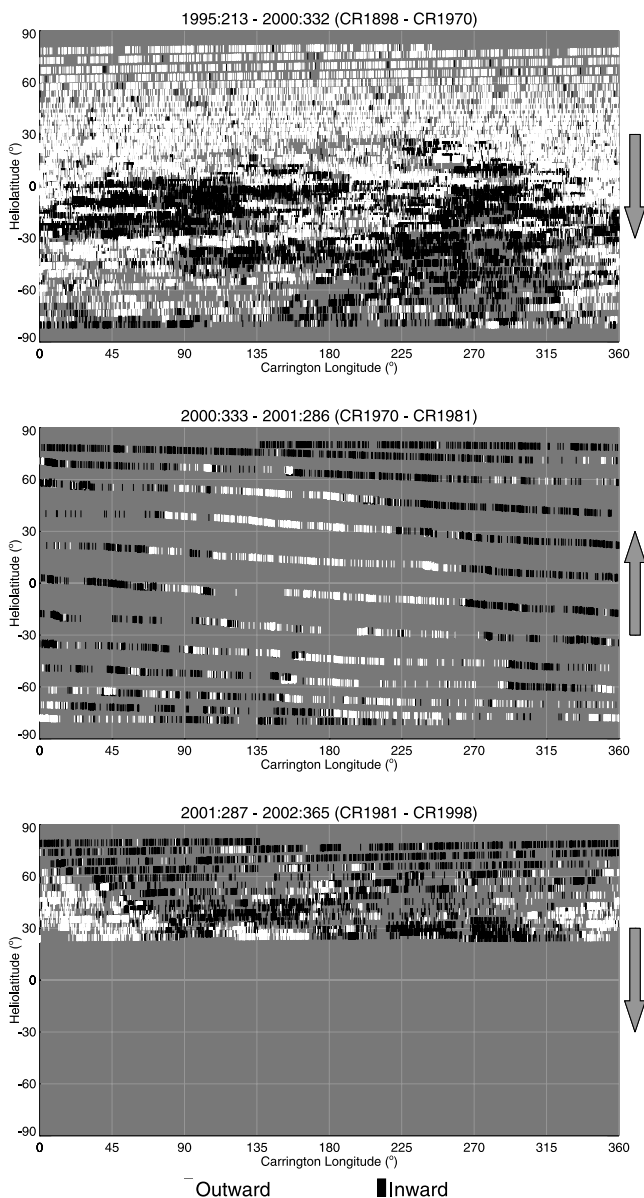 1995:213 - 2000:332 (CR1898 - CR1970)
90
60
30
0
-30
-60
-90
Heliolatitude (°)
0 45 90 135 180 225 270 315 360
Carrington Longitude (°)
2000:333 - 2001:286 (CR1970 - CR1981)
90
60
30
0
-30
-60
-90
Heliolatitude (°)
0 45 90 135 180 225 270 315 360
Carrington Longitude (°)
2001:287 - 2002:365 (CR1981 - CR1998)
90
60
30
0
-30
-60
-90
Heliolatitude (°)
0 45 90 135 180 225 270 315 360
Carrington Longitude (°)
Outward Inward